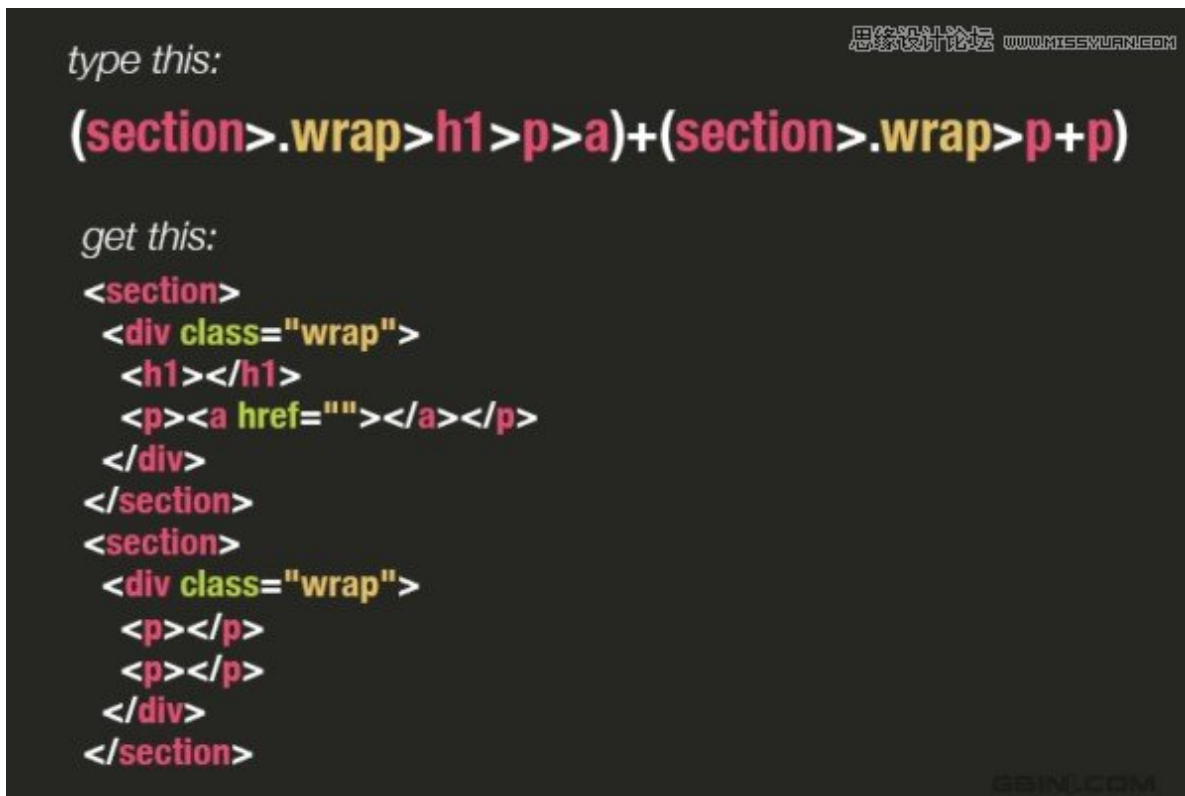 思缘设计论坛 WWW.MISSYUAN.COM
type this:
(section>.wrap>h1>p>a)+(section>.wrap>p+p)
get this:
<section>
<div class="wrap">
<h1></h1>
<p><a href=""></a></p>
</div>
</section>
<section>
<div class="wrap">
<p></p>
<p></p>
</div>
</section>
GBIN1.COM